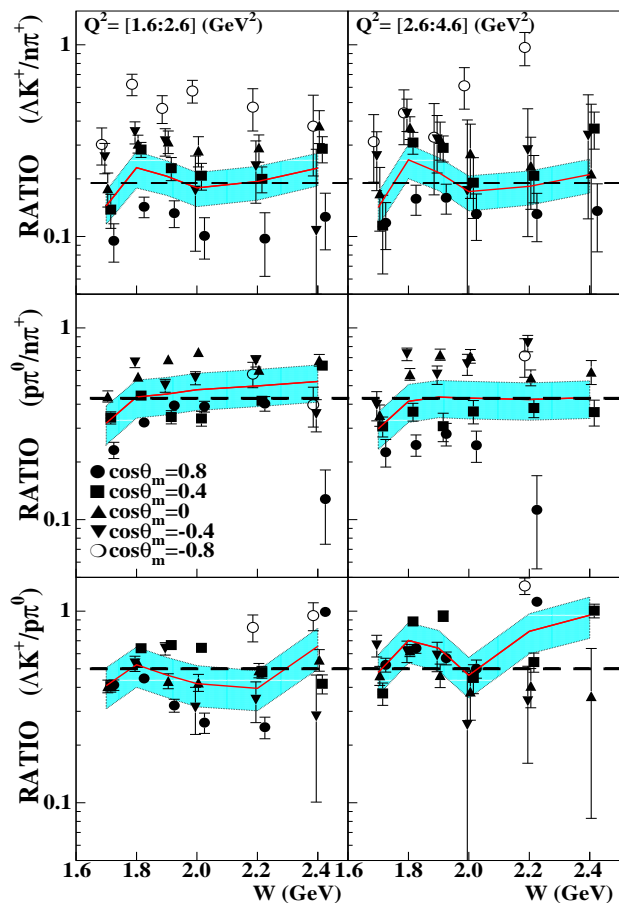 Q² = [1.6:2.6] (GeV²)
Q² = [2.6:4.6] (GeV²)
RATIO (ΛK⁺/nπ⁺)
1
0.1
RATIO (pπ⁰/nπ⁺)
1
0.1
cosθₘ=0.8
cosθₘ=0.4
cosθₘ=0
cosθₘ=-0.4
cosθₘ=-0.8
RATIO (ΛK⁺/pπ⁰)
1
0.1
1.6 1.8 2.0 2.2 2.4 1.6 1.8 2.0 2.2 2.4
W (GeV) W (GeV)